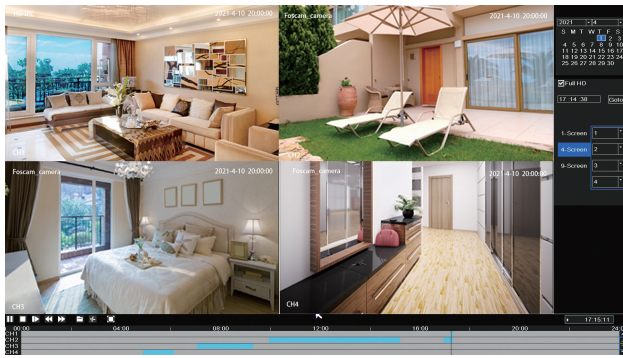 2021-4-10 20:00:00
CH1
Foscam_camera 2021-4-10 20:00:00
CH2
Foscam_camera 2021-4-10 20:00:00
CH3
Foscam_camera 2021-4-10 20:00:00
CH4
2021 4
S M T W T F S
1 2 3
4 5 6 7 8 9 10
11 12 13 14 15 16 17
18 19 20 21 22 23 24
25 26 27 28 29 30
Full HD
17 14 38 Goto
1-Screen 1
4-Screen 2
9-Screen 3
4
17:15:11
00:00 04:00 08:00 12:00 16:00 20:00 24:
CH1
CH2
CH3
CH4